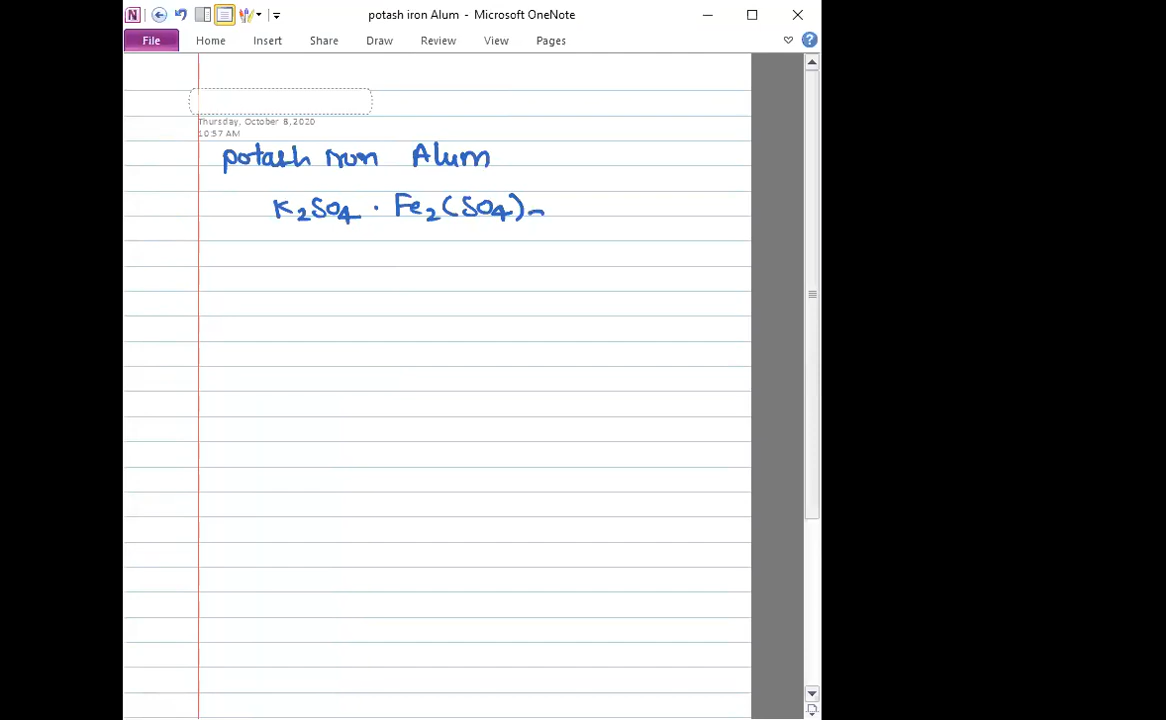 potash iron Alum - Microsoft OneNote
File Home Insert Share Draw Review View Pages
Thursday, October 8, 2020
10:57 AM
potash iron Alum
K₂SO₄ · Fe₂(SO₄)